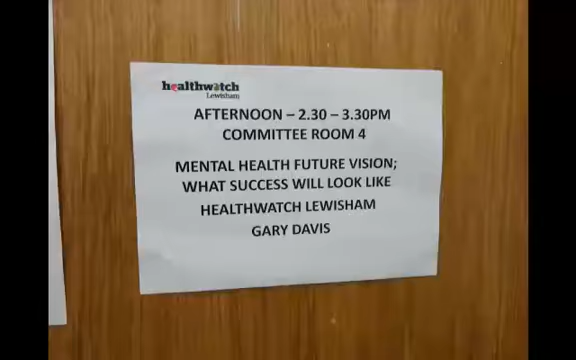 healthwatch
Lewisham
AFTERNOON – 2.30 – 3.30PM
COMMITTEE ROOM 4
MENTAL HEALTH FUTURE VISION;
WHAT SUCCESS WILL LOOK LIKE
HEALTHWATCH LEWISHAM
GARY DAVIS